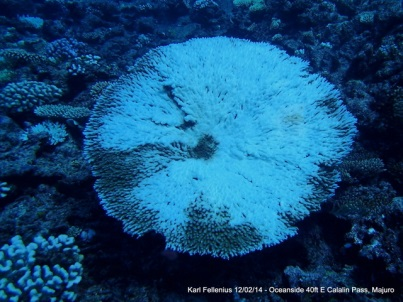 Karl Fellenius 12/02/14 - Oceanside 40ft E Calalin Pass, Majuro